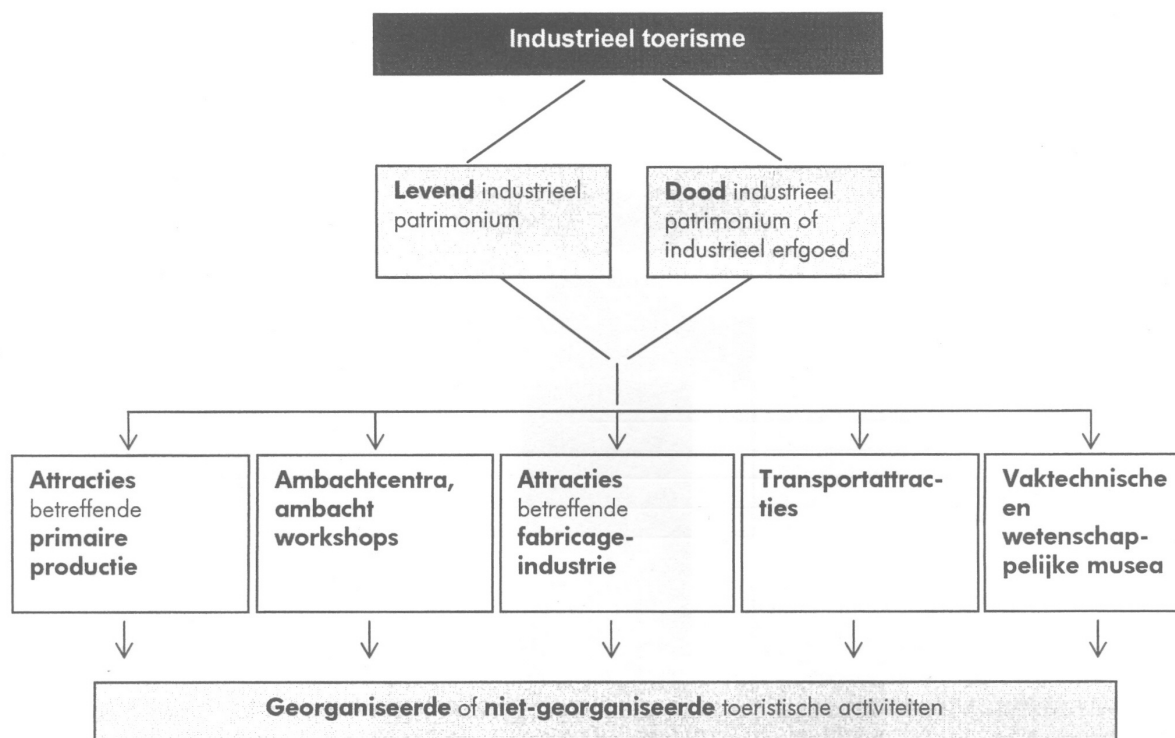 Industrieel toerisme
Levend industrieel
patrimonium
Dood industrieel
patrimonium of
industrieel erfgoed
Attracties
betreffende
primaire
productie
Ambachtcentra,
ambacht
workshops
Attracties
betreffende
fabricage-
industrie
Transportattrac-
ties
Vaktechnische
en
wetenschap-
pelijke musea
Georganiseerde of niet-georganiseerde toeristische activiteiten